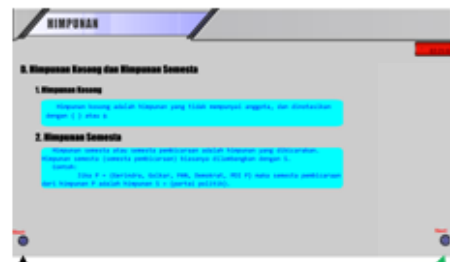 HIMPUNAN
B. Himpunan Kosong dan Himpunan Semesta
1. Himpunan Kosong
Himpunan kosong adalah himpunan yang tidak mempunyai anggota, dan dinotasikan
dengan { } atau ø.
2. Himpunan Semesta
Himpunan semesta atau semesta pembicaraan adalah himpunan yang dibicarakan.
Himpunan semesta (semesta pembicaraan) biasanya dilambangkan dengan S.
Contoh:
Jika P = {Gerindra, Golkar, PAN, Demokrat, PDI P} maka semesta pembicaraan
dari himpunan P adalah himpunan S = {partai politik}.
Next